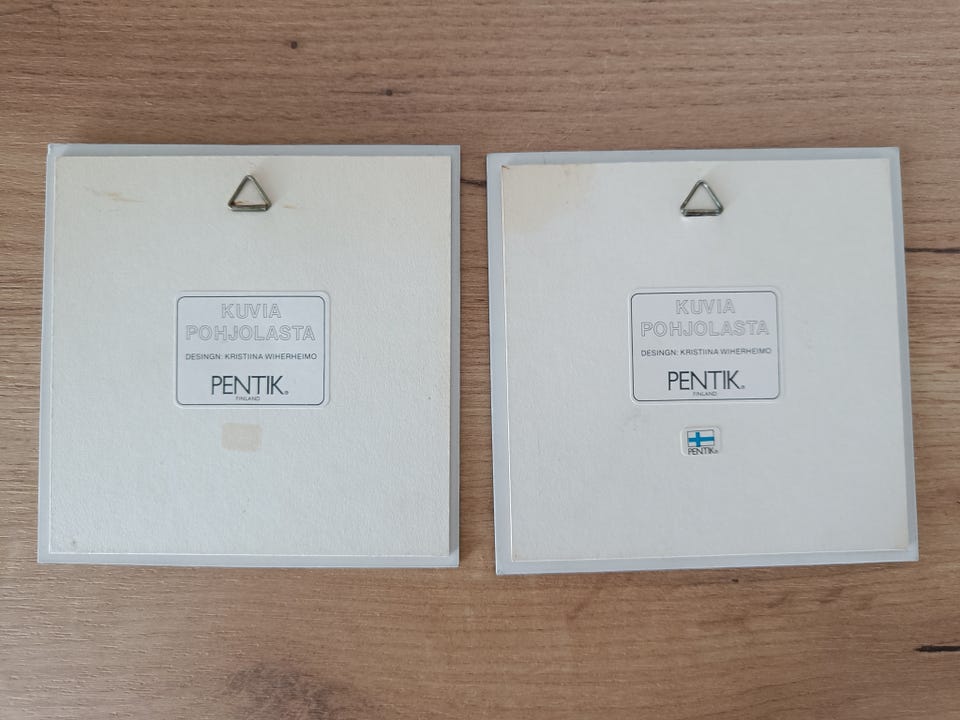 KUVIA
POHJOLASTA
DESINGN: KRISTIINA WIHERHEIMO
PENTIK®
FINLAND
KUVIA
POHJOLASTA
DESINGN: KRISTIINA WIHERHEIMO
PENTIK®
FINLAND
PENTIK®